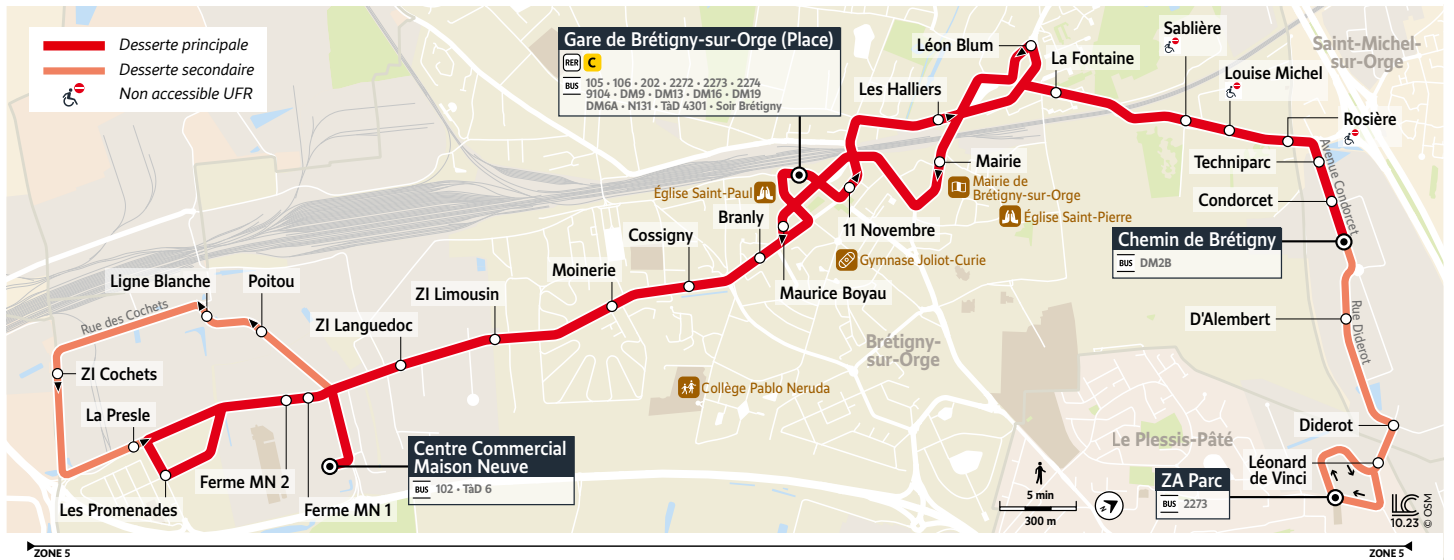 Desserte principale
Desserte secondaire
Non accessible UFR
Gare de Brétigny-sur-Orge (Place)
RER C
BUS 105 • 106 • 202 • 2272 • 2273 • 2274
9104 • DM9 • DM13 • DM16 • DM19
DM6A • N131 • TàD 4301 • Soir Brétigny
Léon Blum
La Fontaine
Sablière
Saint-Michel-
sur-Orge
Louise Michel
Les Halliers
Rosière
Techniparc
Avenue Condorcet
Mairie
Mairie de
Brétigny-sur-Orge
Église Saint-Paul
Église Saint-Pierre
Condorcet
Branly
11 Novembre
Cossigny
Chemin de Brétigny
BUS DM2B
Gymnase Joliot-Curie
Moinerie
Maurice Boyau
Ligne Blanche
Poitou
ZI Limousin
Rue des Cochets
ZI Languedoc
D'Alembert
Rue Diderot
Brétigny-
sur-Orge
ZI Cochets
Collège Pablo Neruda
La Presle
Diderot
Le Plessis-Pâté
Centre Commercial
Maison Neuve
BUS 102 • TàD 6
Léonard
de Vinci
Ferme MN 2
ZA Parc
BUS 2273
Les Promenades
Ferme MN 1
5 min
300 m
LC
10.23 © OSM
ZONE 5
ZONE 5